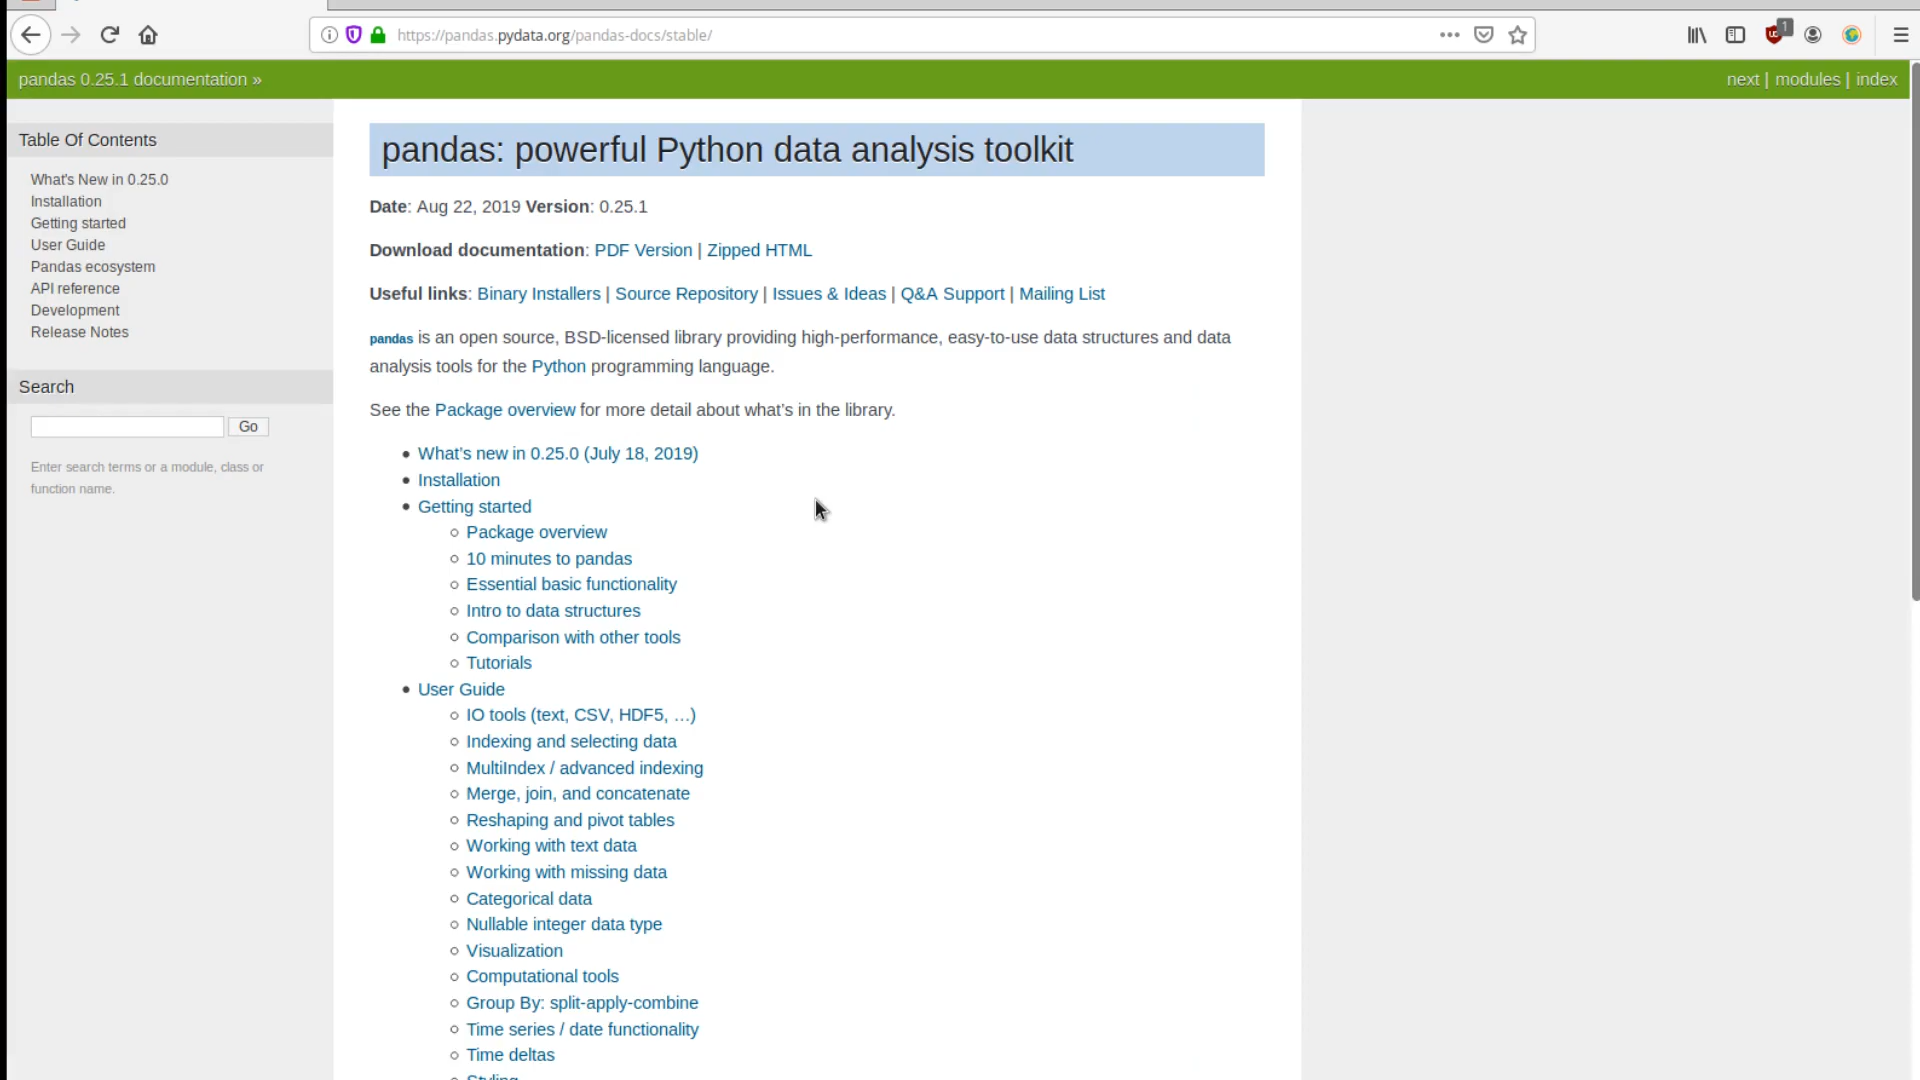 https://pandas.pydata.org/pandas-docs/stable/
1
pandas 0.25.1 documentation »
next | modules | index
Table Of Contents
What's New in 0.25.0
Installation
Getting started
User Guide
Pandas ecosystem
API reference
Development
Release Notes
Search
Go
Enter search terms or a module, class or
function name.
pandas: powerful Python data analysis toolkit
Date: Aug 22, 2019 Version: 0.25.1
Download documentation: PDF Version | Zipped HTML
Useful links: Binary Installers | Source Repository | Issues & Ideas | Q&A Support | Mailing List
pandas is an open source, BSD-licensed library providing high-performance, easy-to-use data structures and data
analysis tools for the Python programming language.
See the Package overview for more detail about what’s in the library.
What’s new in 0.25.0 (July 18, 2019)
Installation
Getting started
Package overview
10 minutes to pandas
Essential basic functionality
Intro to data structures
Comparison with other tools
Tutorials
User Guide
IO tools (text, CSV, HDF5, …)
Indexing and selecting data
MultiIndex / advanced indexing
Merge, join, and concatenate
Reshaping and pivot tables
Working with text data
Working with missing data
Categorical data
Nullable integer data type
Visualization
Computational tools
Group By: split-apply-combine
Time series / date functionality
Time deltas
Styling